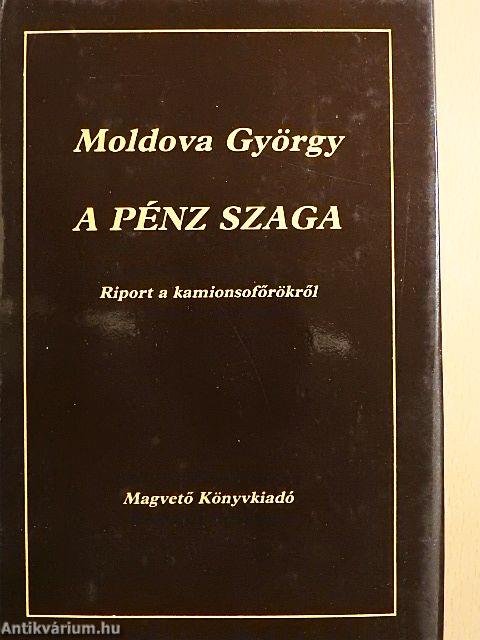 Moldova György
A PÉNZ SZAGA
Riport a kamionsofőrökről
Magvető Könyvkiadó
Antikvárium.hu